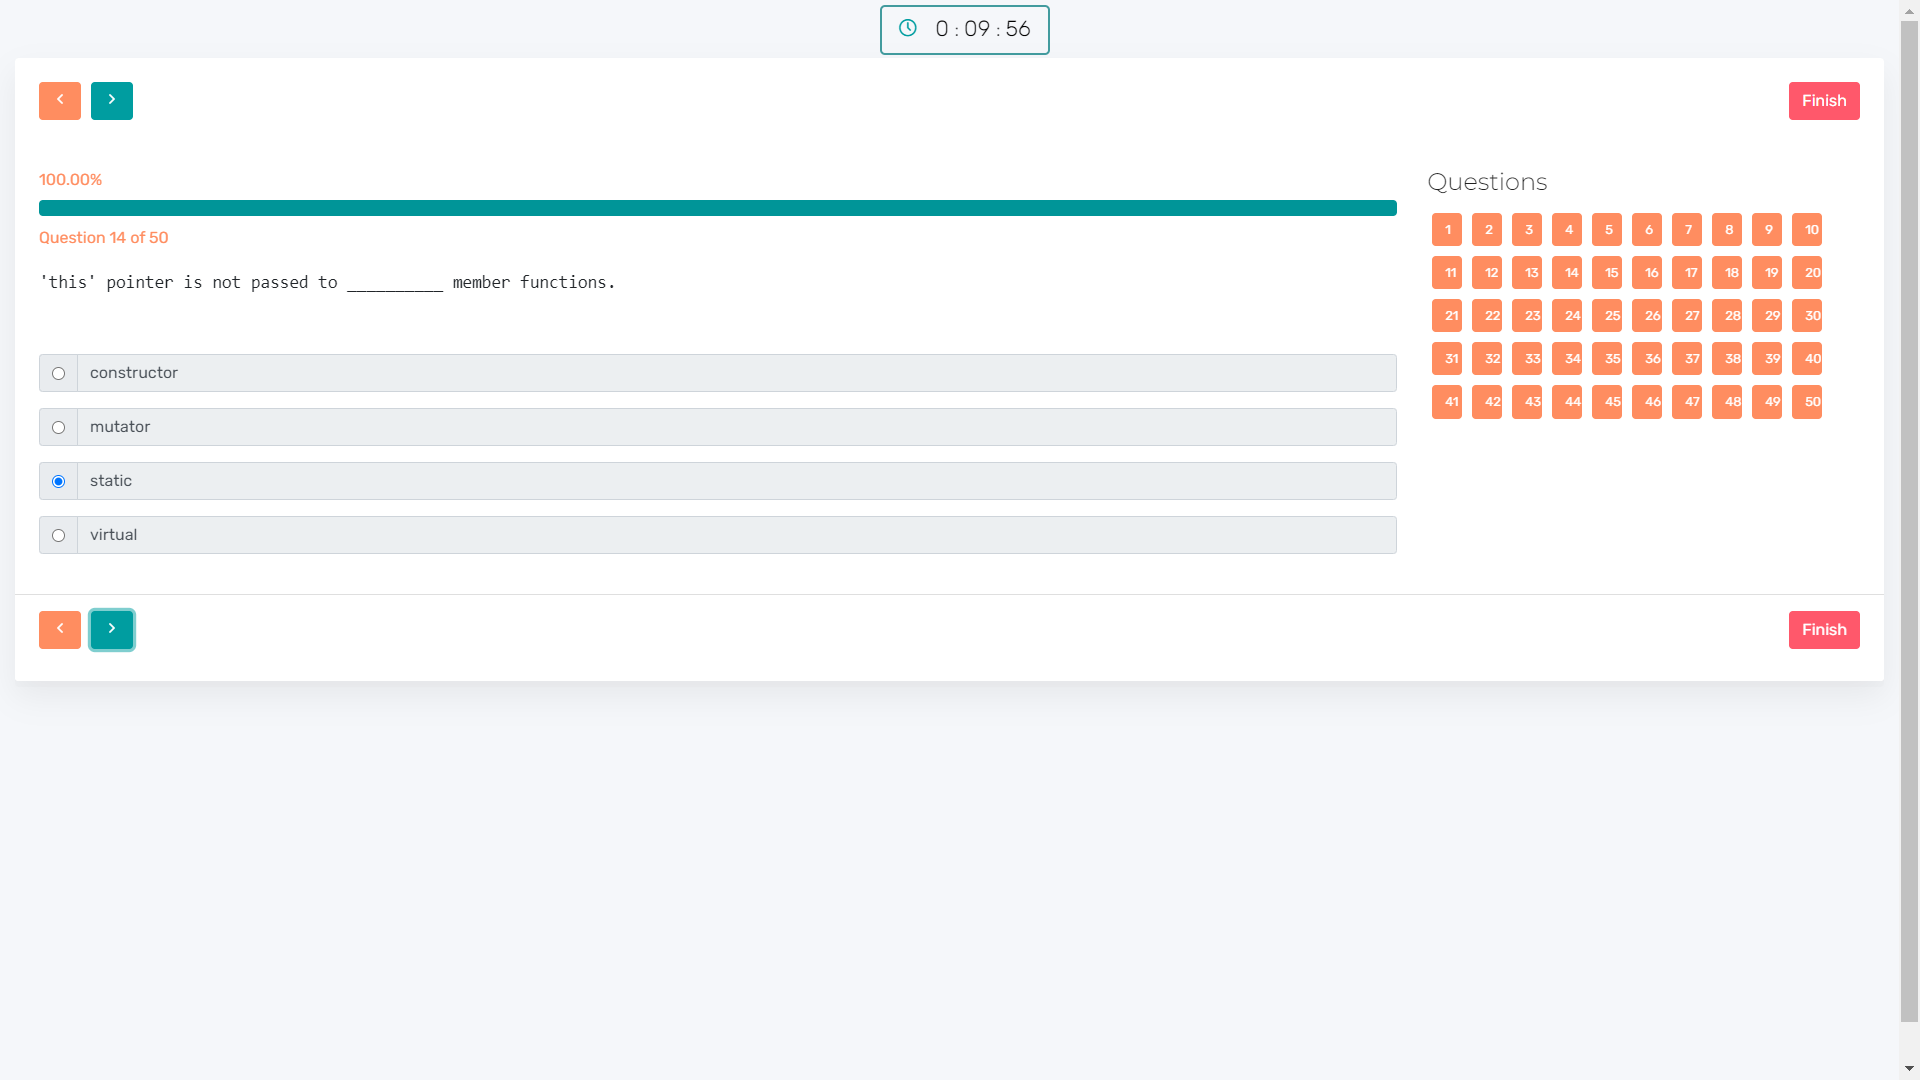 0 : 09 : 56
Finish
100.00%
Question 14 of 50
'this' pointer is not passed to __________ member functions.
constructor
mutator
static
virtual
Finish
Questions
1 2 3 4 5 6 7 8 9 10
11 12 13 14 15 16 17 18 19 20
21 22 23 24 25 26 27 28 29 30
31 32 33 34 35 36 37 38 39 40
41 42 43 44 45 46 47 48 49 50